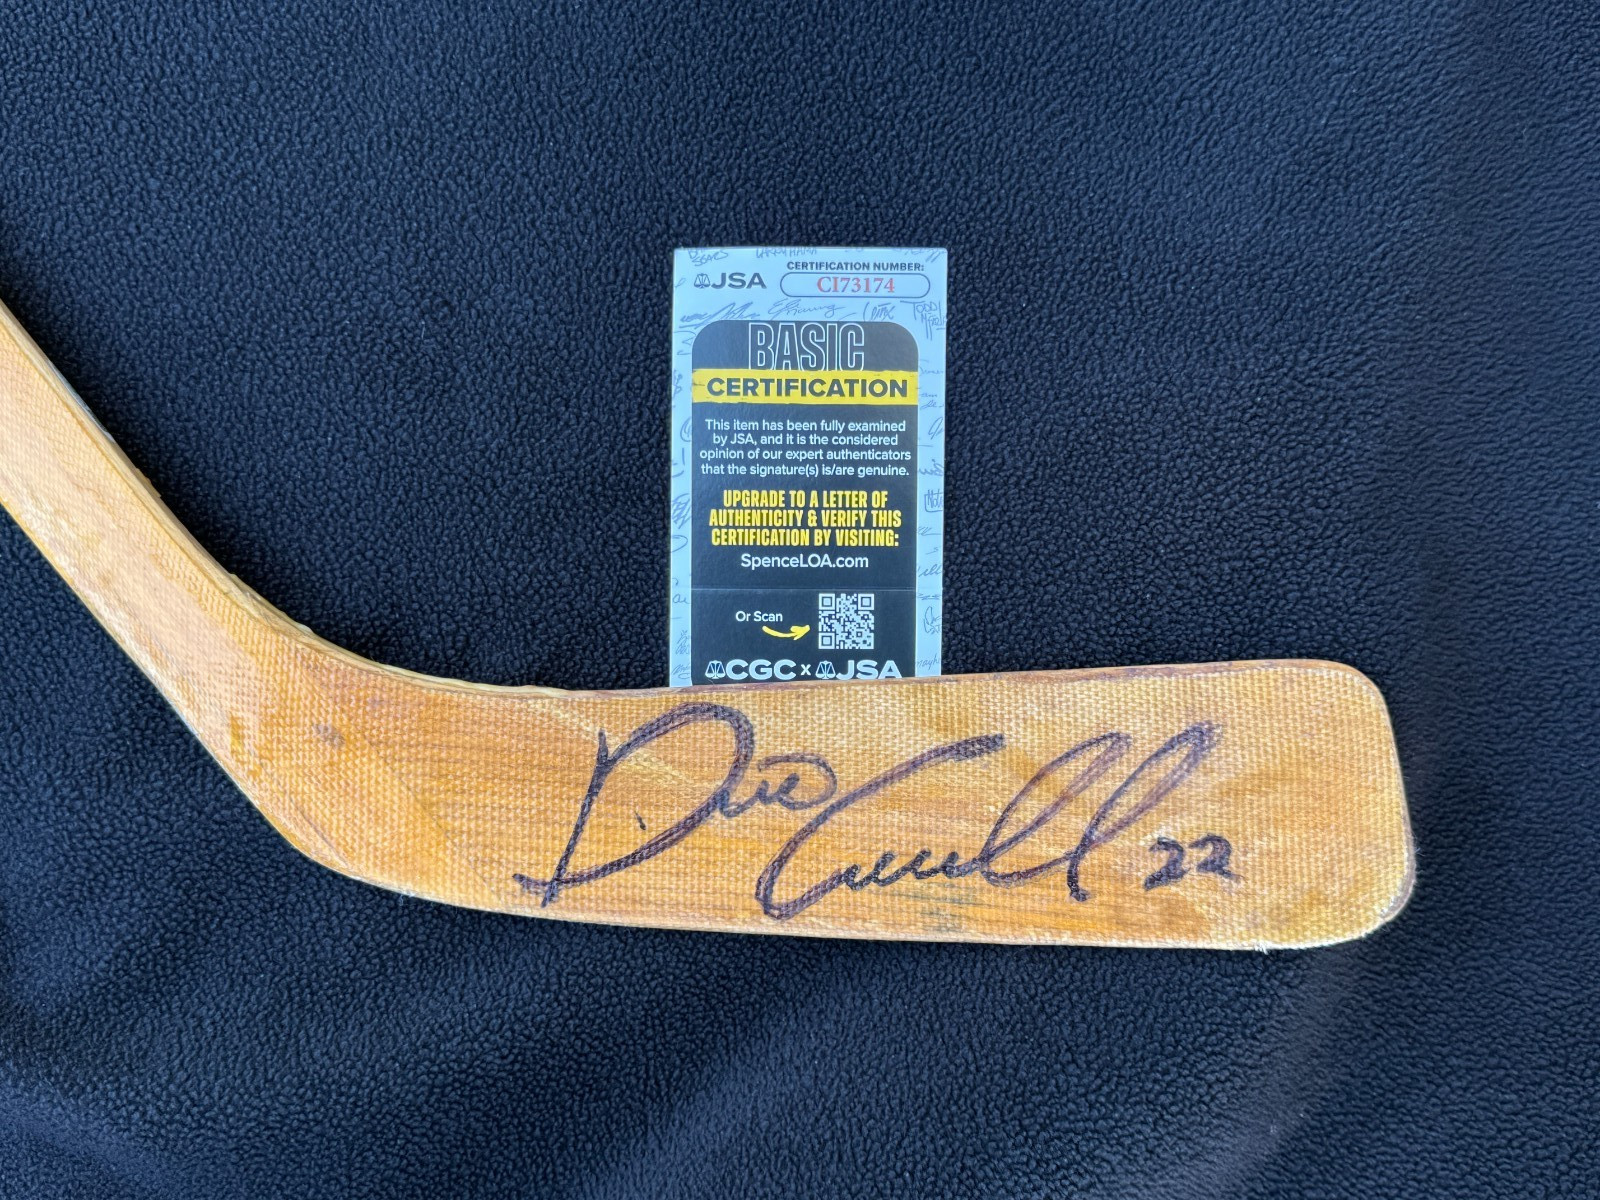 JSA
CERTIFICATION NUMBER:
CI73174
BASIC
CERTIFICATION
This item has been fully examined
by JSA, and it is the considered
opinion of our expert authenticators
that the signature(s) is/are genuine.
UPGRADE TO A LETTER OF
AUTHENTICITY & VERIFY THIS
CERTIFICATION BY VISITING:
SpenceLOA.com
Or Scan
CGC x JSA
22